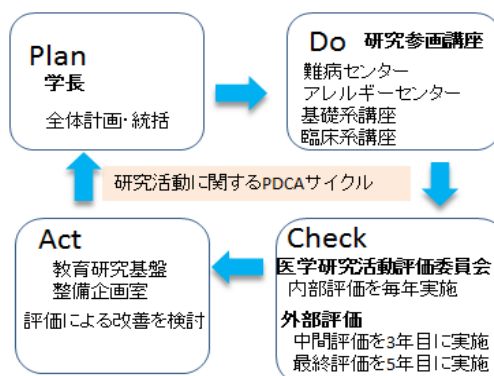 Plan
学長
全体計画・統括
Do 研究参画講座
難病センター
アレルギーセンター
基礎系講座
臨床系講座
研究活動に関するPDCAサイクル
Act
教育研究基盤
整備企画室
評価による改善を検討
Check
医学研究活動評価委員会
内部評価を毎年実施
外部評価
中間評価を3年目に実施
最終評価を5年目に実施